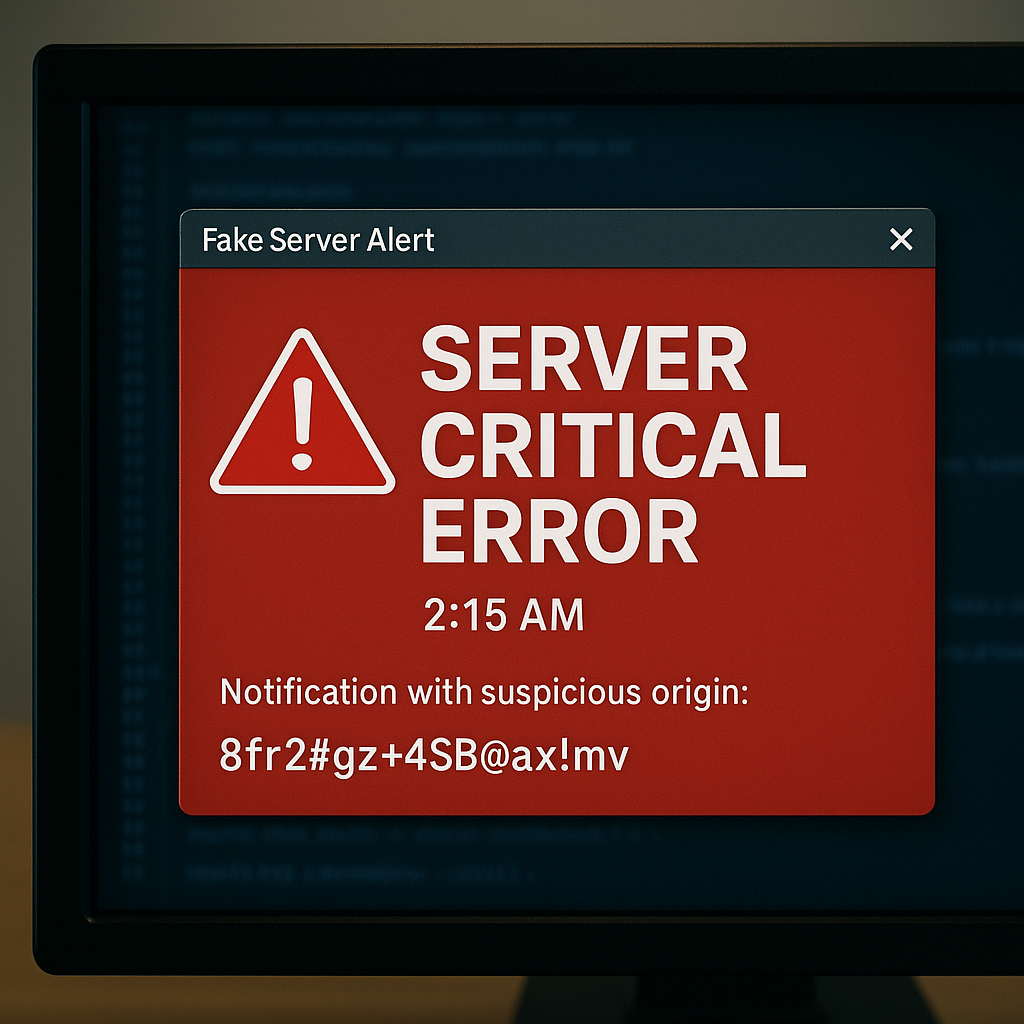 Fake Server Alert
SERVER
CRITICAL
ERROR
2:15 AM
Notification with suspicious origin:
8fr2#gz+4SB@ax!mv